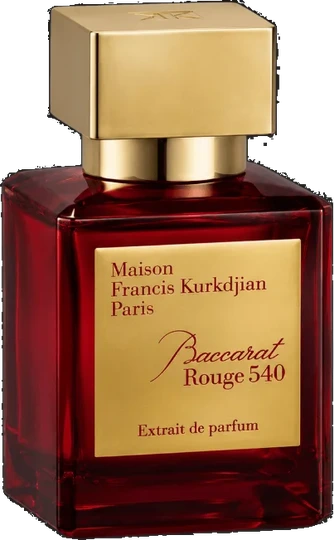 Maison
Francis Kurkdjian
Paris
Baccarat
Rouge 540
Extrait de parfum